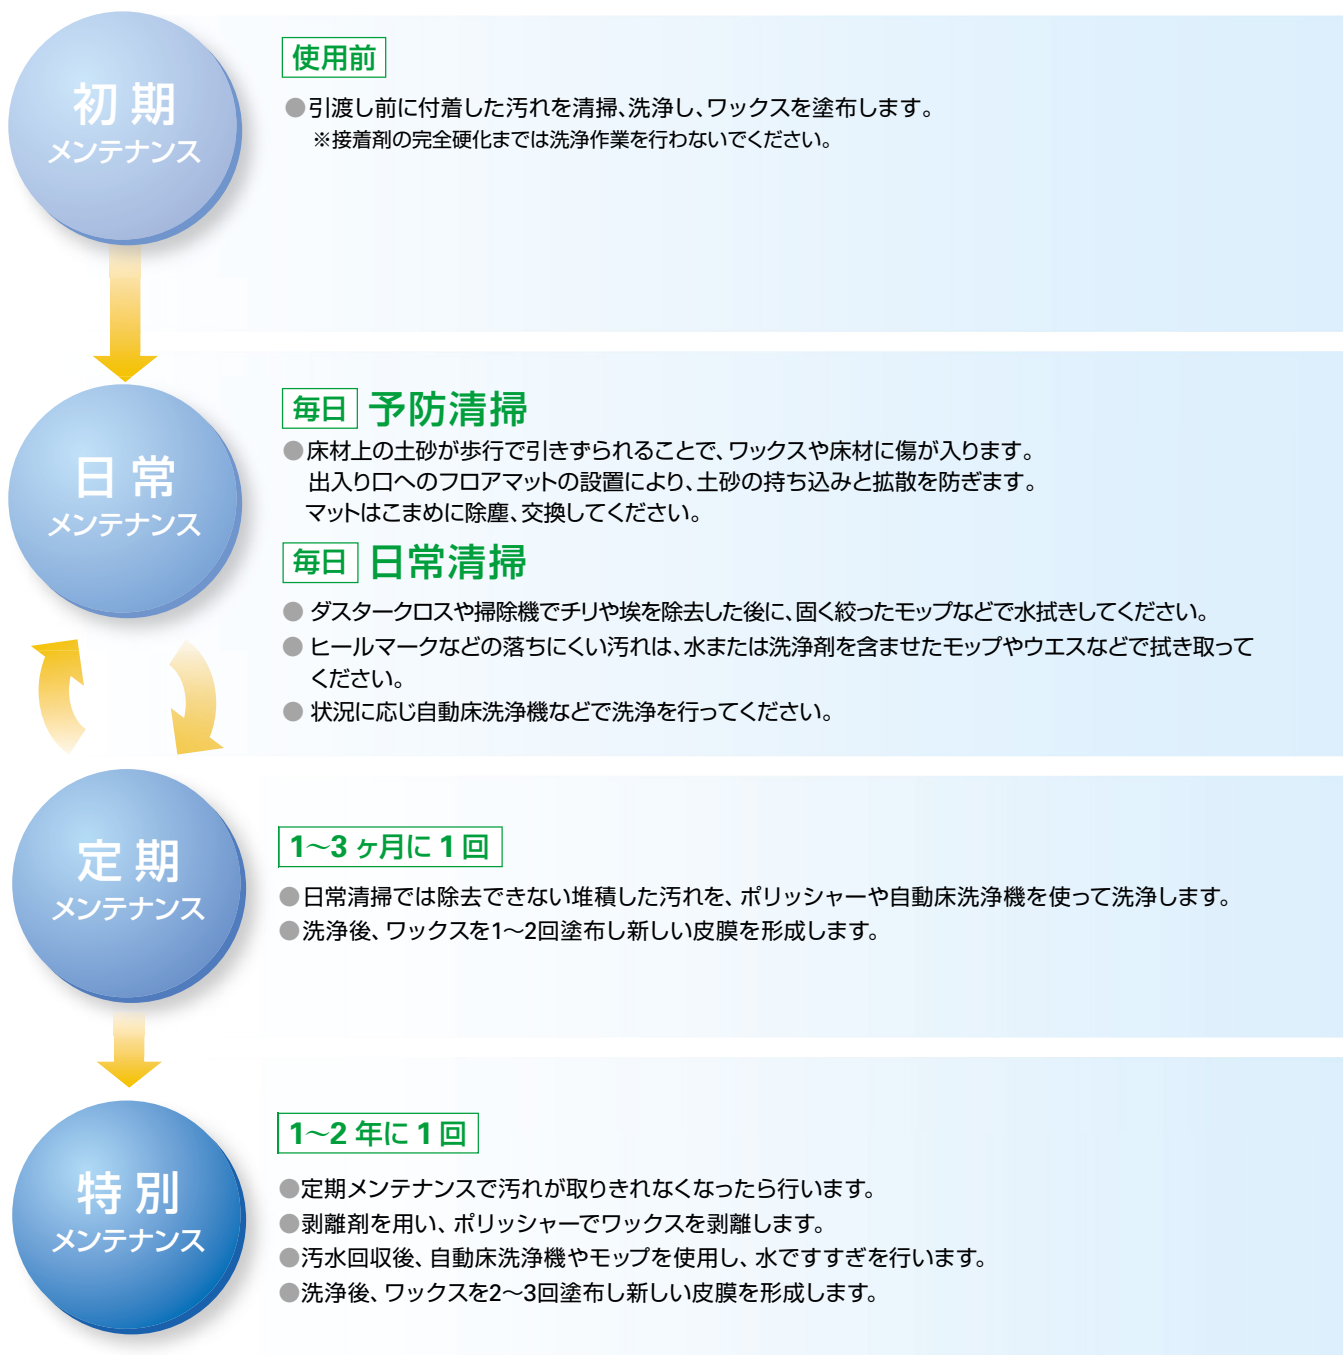 初期
メンテナンス
使用前
●引渡し前に付着した汚れを清掃、洗浄し、ワックスを塗布します。
※接着剤の完全硬化までは洗浄作業を行わないでください。
日常
メンテナンス
毎日 予防清掃
●床材上の土砂が歩行で引きずられることで、ワックスや床材に傷が入ります。
出入り口へのフロアマットの設置により、土砂の持ち込みと拡散を防ぎます。
マットはこまめに除塵、交換してください。
毎日 日常清掃
● ダスタークロスや掃除機でチリや埃を除去した後に、固く絞ったモップなどで水拭きしてください。
● ヒールマークなどの落ちにくい汚れは、水または洗浄剤を含ませたモップやウエスなどで拭き取って
ください。
● 状況に応じ自動床洗浄機などで洗浄を行ってください。
定期
メンテナンス
1～3 ヶ月に 1 回
●日常清掃では除去できない堆積した汚れを、ポリッシャーや自動床洗浄機を使って洗浄します。
●洗浄後、ワックスを1～2回塗布し新しい皮膜を形成します。
特別
メンテナンス
1～2 年に 1 回
●定期メンテナンスで汚れが取りきれなくなったら行います。
●剥離剤を用い、ポリッシャーでワックスを剥離します。
●汚水回収後、自動床洗浄機やモップを使用し、水ですすぎを行います。
●洗浄後、ワックスを2～3回塗布し新しい皮膜を形成します。